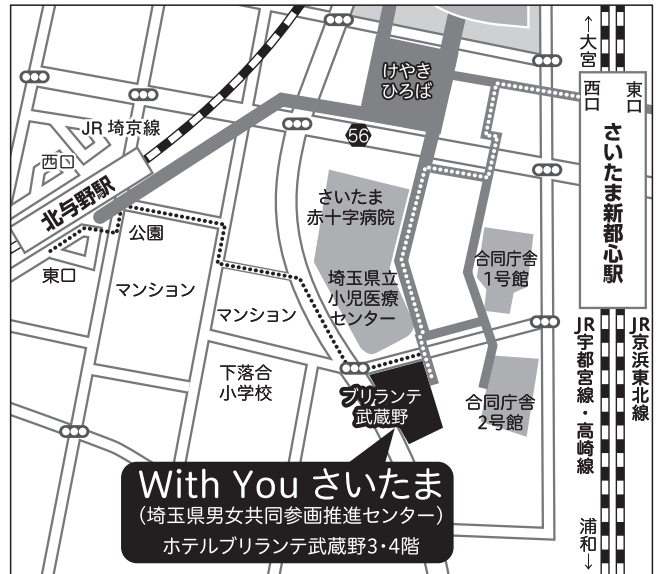 ↑大宮
けやき
ひろば
西口
東口
JR 埼京線
56
さいたま新都心駅
西口
北与野駅
さいたま
赤十字病院
公園
東口
合同庁舎
1号館
マンション
埼玉県立
小児医療
センター
マンション
JR宇都宮線・高崎線
JR京浜東北線
下落合
小学校
ブリランテ
武蔵野
合同庁舎
2号館
With You さいたま
(埼玉県男女共同参画推進センター)
ホテルブリランテ武蔵野3・4階
浦和→